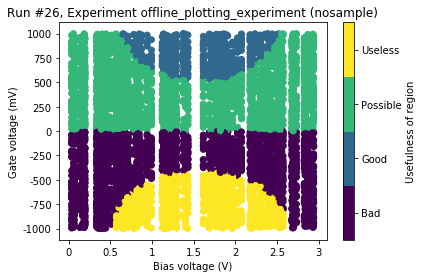 Run #26, Experiment offline_plotting_experiment (nosample)
1000
750
500
250
0
-250
-500
-750
-1000
Gate voltage (mV)
0
0.5
1
1.5
2
2.5
3
Bias voltage (V)
Useless
Possible
Good
Bad
Usefulness of region